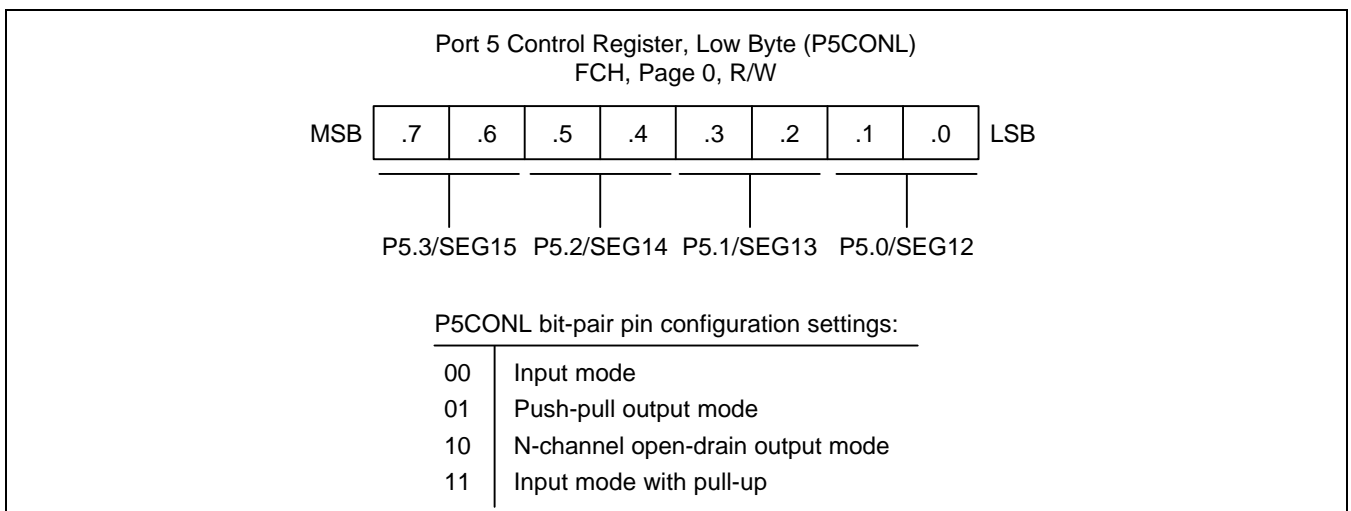 Port 5 Control Register, Low Byte (P5CONL)
FCH, Page 0, R/W
MSB .7 .6 .5 .4 .3 .2 .1 .0 LSB
P5.3/SEG15 P5.2/SEG14 P5.1/SEG13 P5.0/SEG12
P5CONL bit-pair pin configuration settings:
00 Input mode
01 Push-pull output mode
10 N-channel open-drain output mode
11 Input mode with pull-up